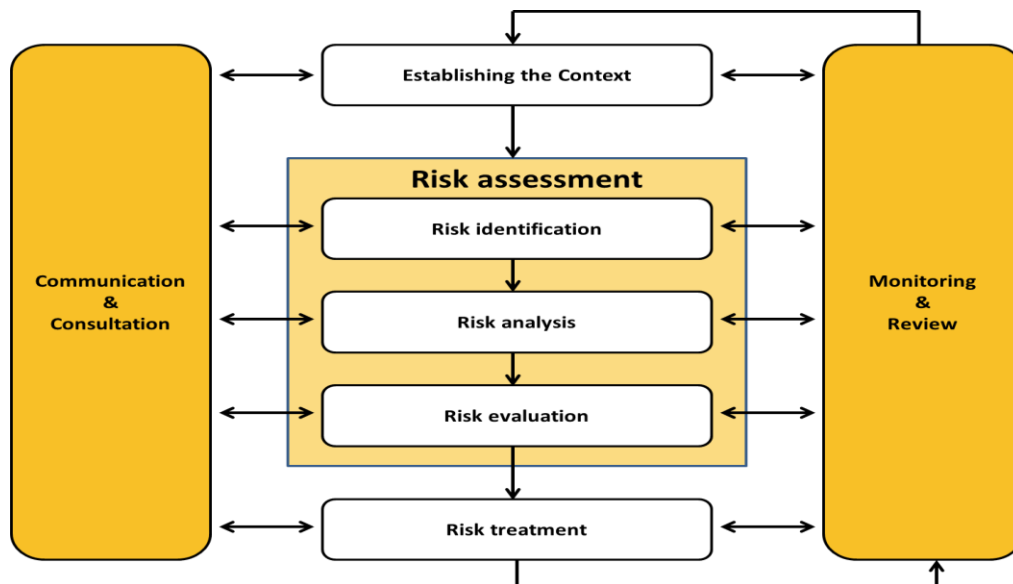 Establishing the Context
Risk assessment
Risk identification
Communication
&
Consultation
Risk analysis
Monitoring
&
Review
Risk evaluation
Risk treatment